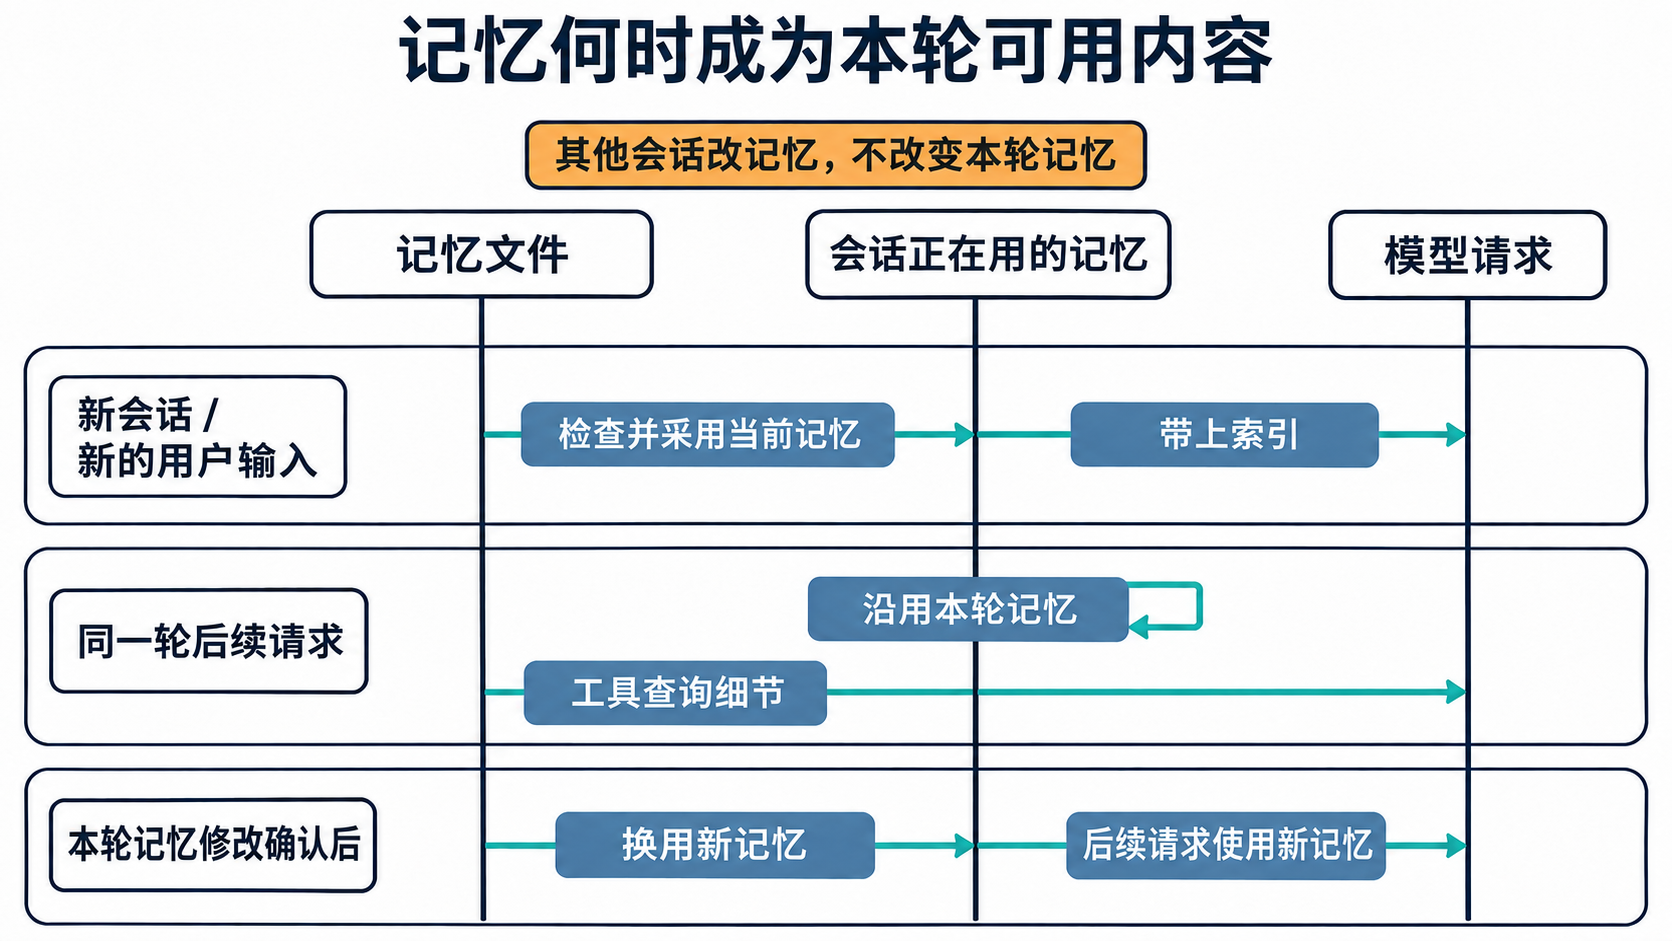 记忆何时成为本轮可用内容
其他会话改记忆，不改变本轮记忆
记忆文件
会话正在用的记忆
模型请求
新会话 /
新的用户输入
检查并采用当前记忆
带上索引
同一轮后续请求
沿用本轮记忆
工具查询细节
本轮记忆修改确认后
换用新记忆
后续请求使用新记忆